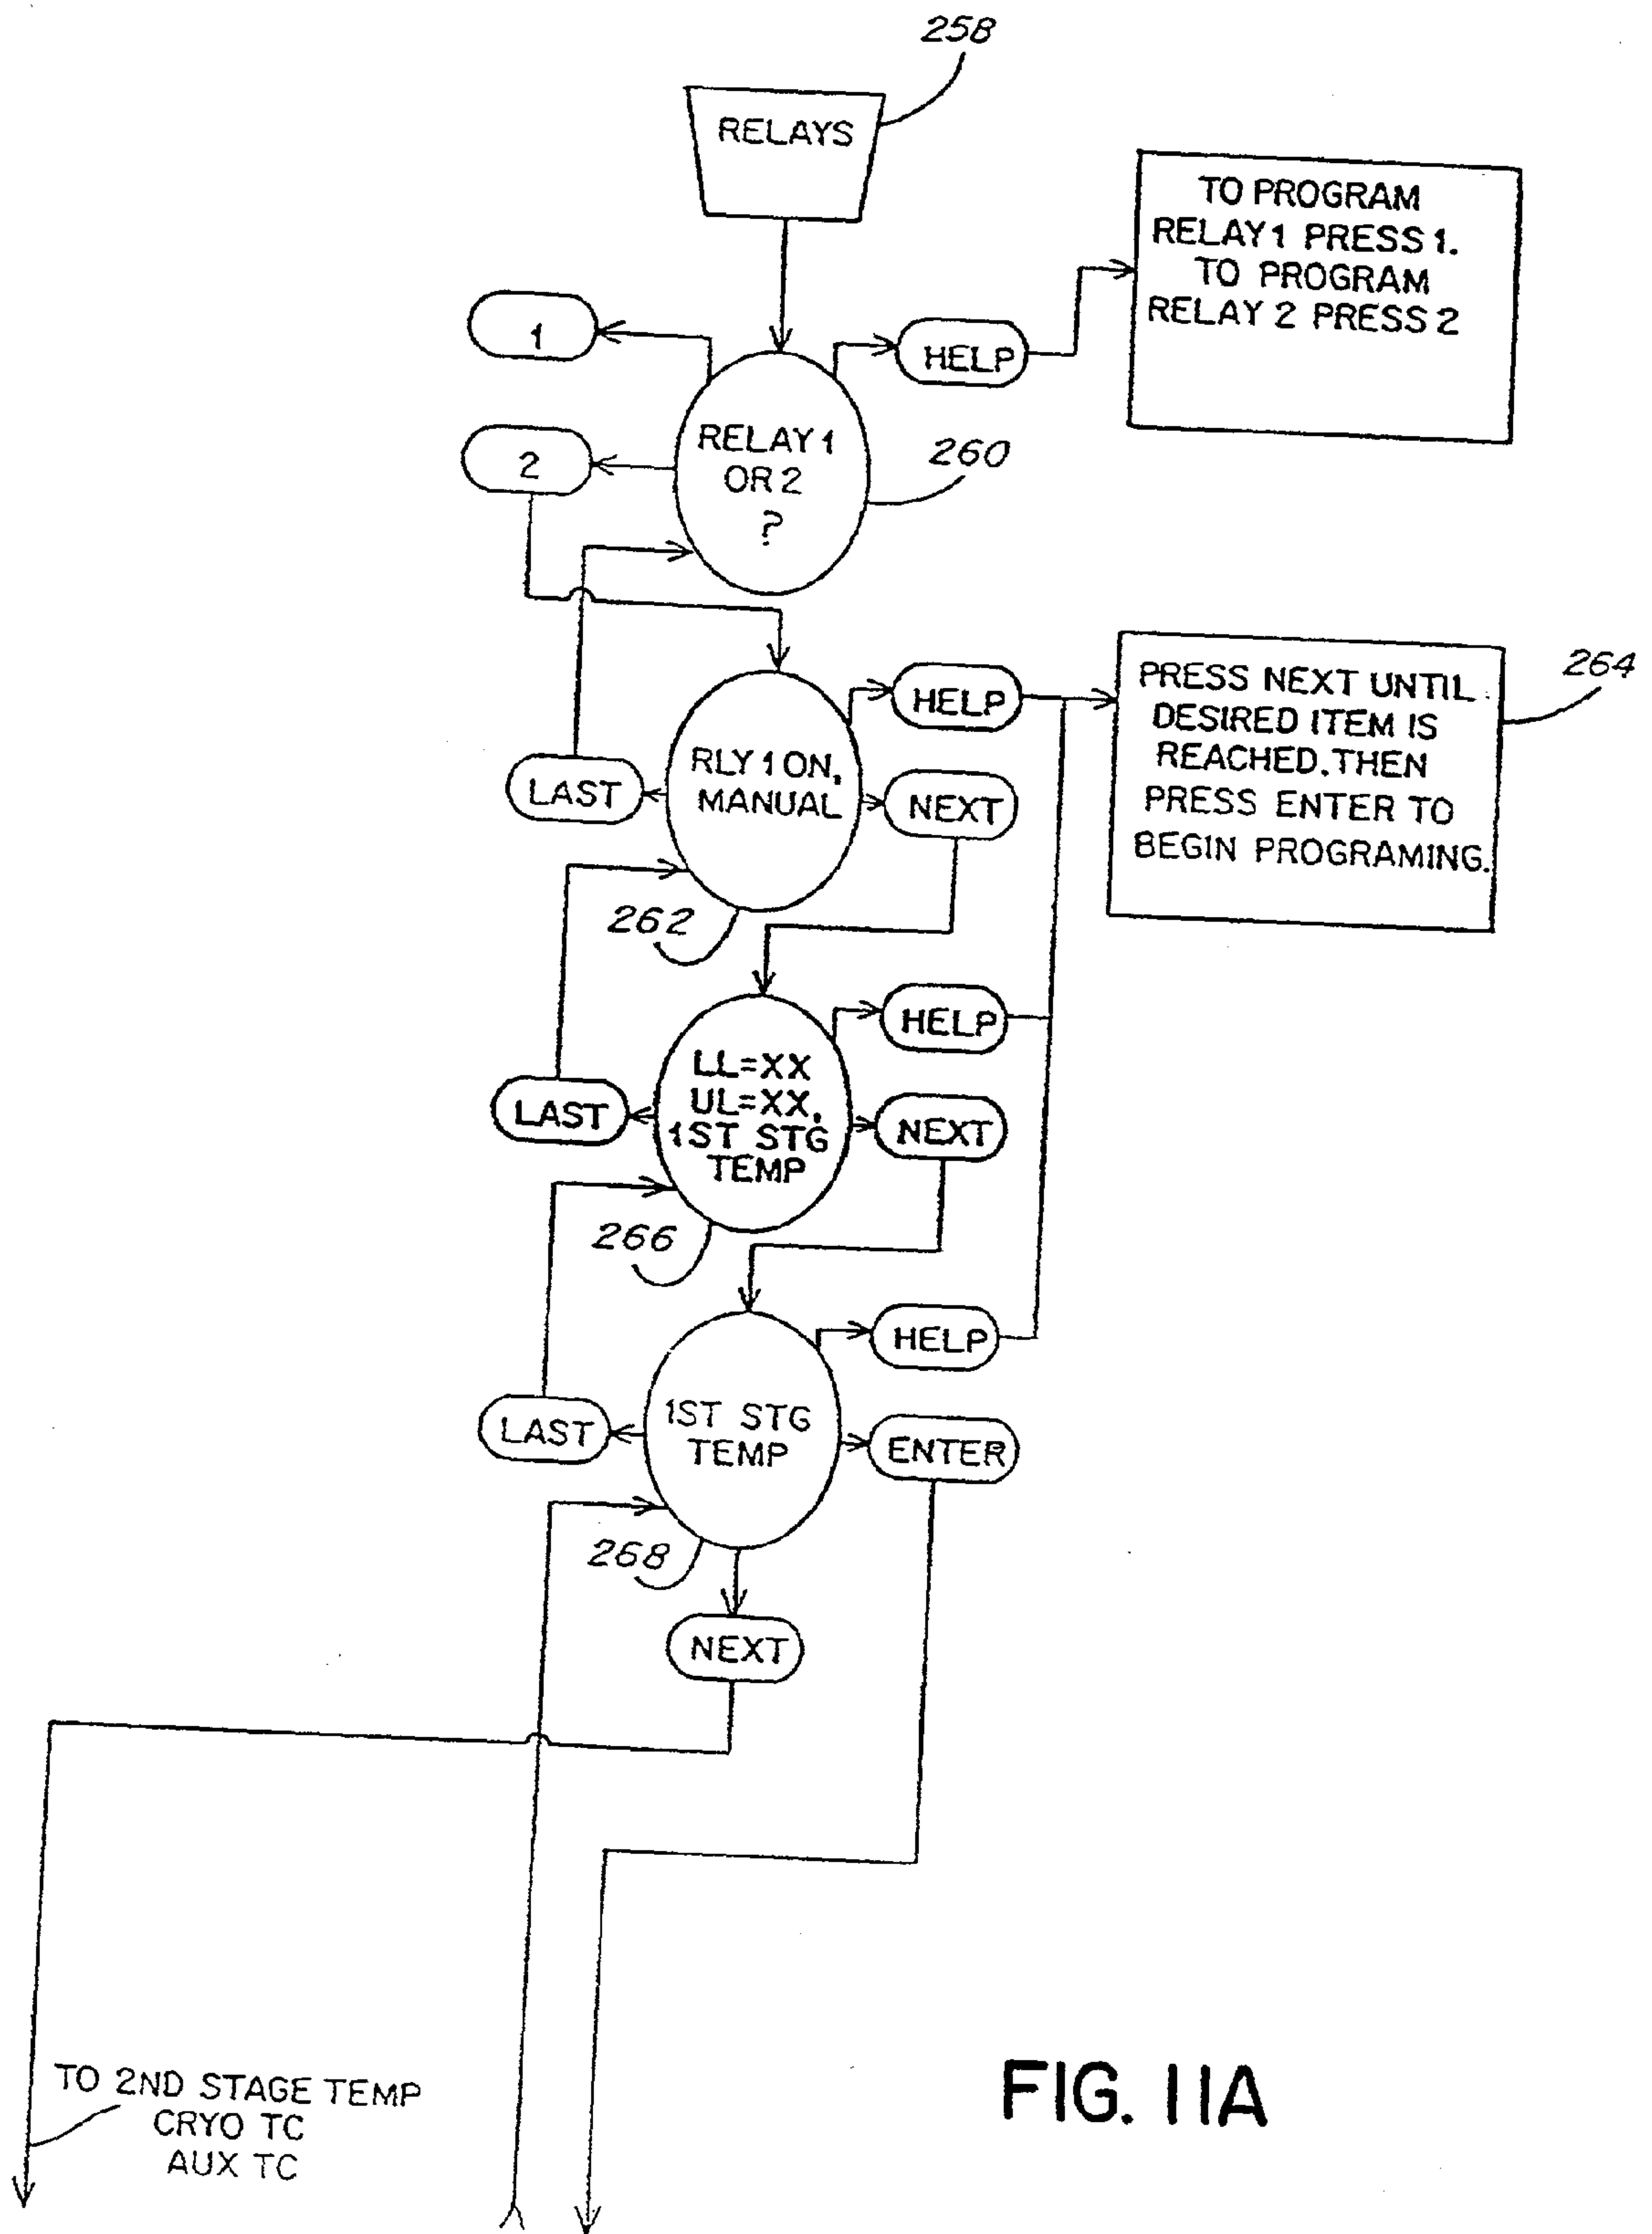 258
RELAYS
TO PROGRAM
RELAY 1 PRESS 1.
TO PROGRAM
RELAY 2 PRESS 2
1
HELP
2
RELAY 1
OR 2
?
260
HELP
PRESS NEXT UNTIL
DESIRED ITEM IS
REACHED. THEN
PRESS ENTER TO
BEGIN PROGRAMING.
264
LAST
RLY 1 ON,
MANUAL
NEXT
262
HELP
LAST
LL=XX
UL=XX,
1ST STG
TEMP
NEXT
266
HELP
LAST
1ST STG
TEMP
ENTER
268
NEXT
TO 2ND STAGE TEMP
CRYO TC
AUX TC
FIG. 11A